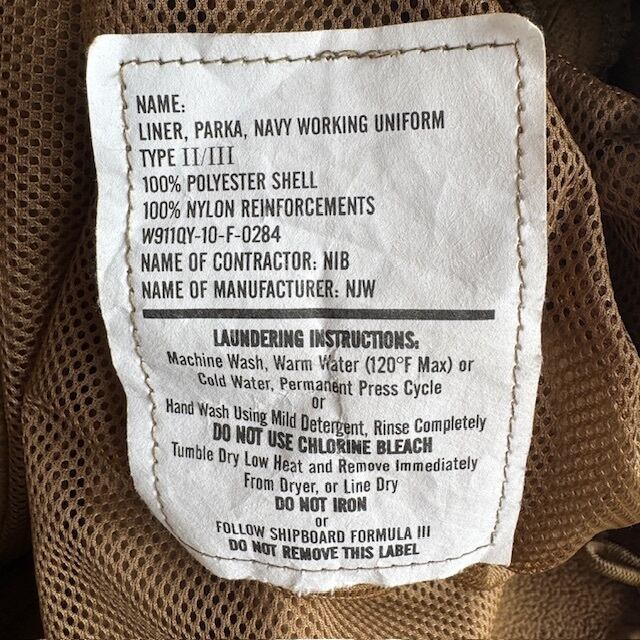 NAME:
LINER, PARKA, NAVY WORKING UNIFORM
TYPE II/III
100% POLYESTER SHELL
100% NYLON REINFORCEMENTS
W911QY-10-F-0284
NAME OF CONTRACTOR: NIB
NAME OF MANUFACTURER: NJW
LAUNDERING INSTRUCTIONS:
Machine Wash, Warm Water (120°F Max) or
Cold Water, Permanent Press Cycle
or
Hand Wash Using Mild Detergent, Rinse Completely
DO NOT USE CHLORINE BLEACH
Tumble Dry Low Heat and Remove Immediately
From Dryer, or Line Dry
DO NOT IRON
or
FOLLOW SHIPBOARD FORMULA III
DO NOT REMOVE THIS LABEL